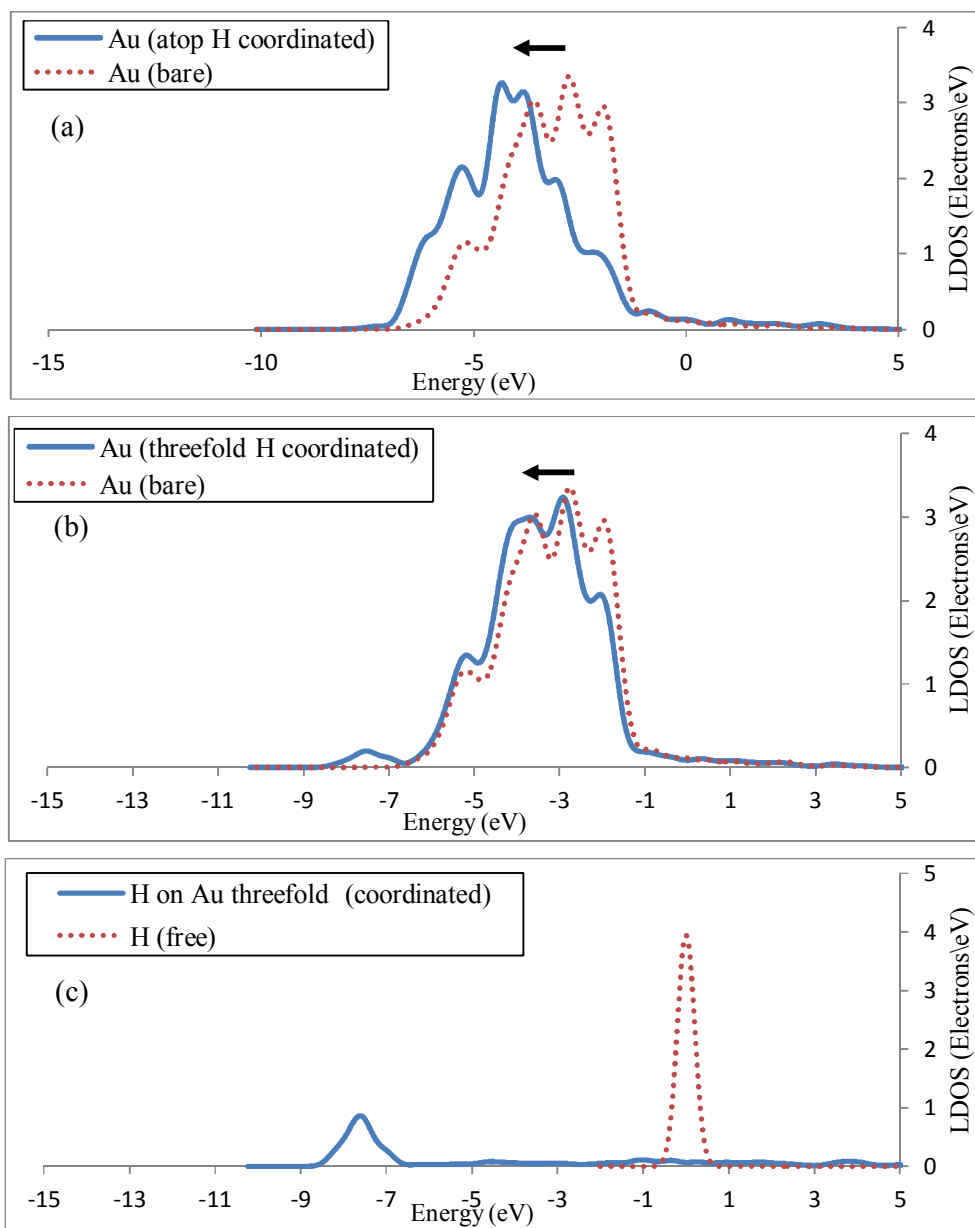 Au (atop H coordinated)
Au (bare)
(a)
4
3
2
1
0
LDOS (Electrons\eV)
-15
-10
-5
0
5
Energy (eV)
Au (threefold H coordinated)
Au (bare)
(b)
4
3
2
1
0
LDOS (Electrons\eV)
-15
-13
-11
-9
-7
-5
-3
-1
1
3
5
Energy (eV)
H on Au threefold (coordinated)
H (free)
(c)
5
4
3
2
1
0
LDOS (Electrons\eV)
-15
-13
-11
-9
-7
-5
-3
-1
1
3
5
Energy (eV)